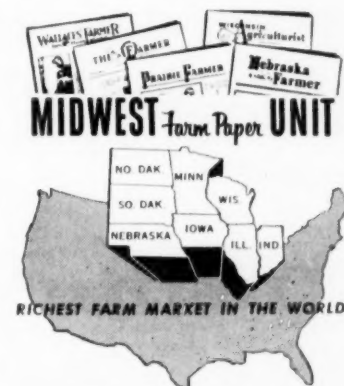 WALLACES FARMER
THE FARMER
PRAIRIE FARMER
WISCONSIN
Agriculturist
Nebraska
Farmer
MIDWEST Farm Paper UNIT
NO. DAK.
MINN.
SO. DAK.
WIS.
NEBRASKA
IOWA
ILL.
IND.
RICHEST FARM MARKET IN THE WORLD